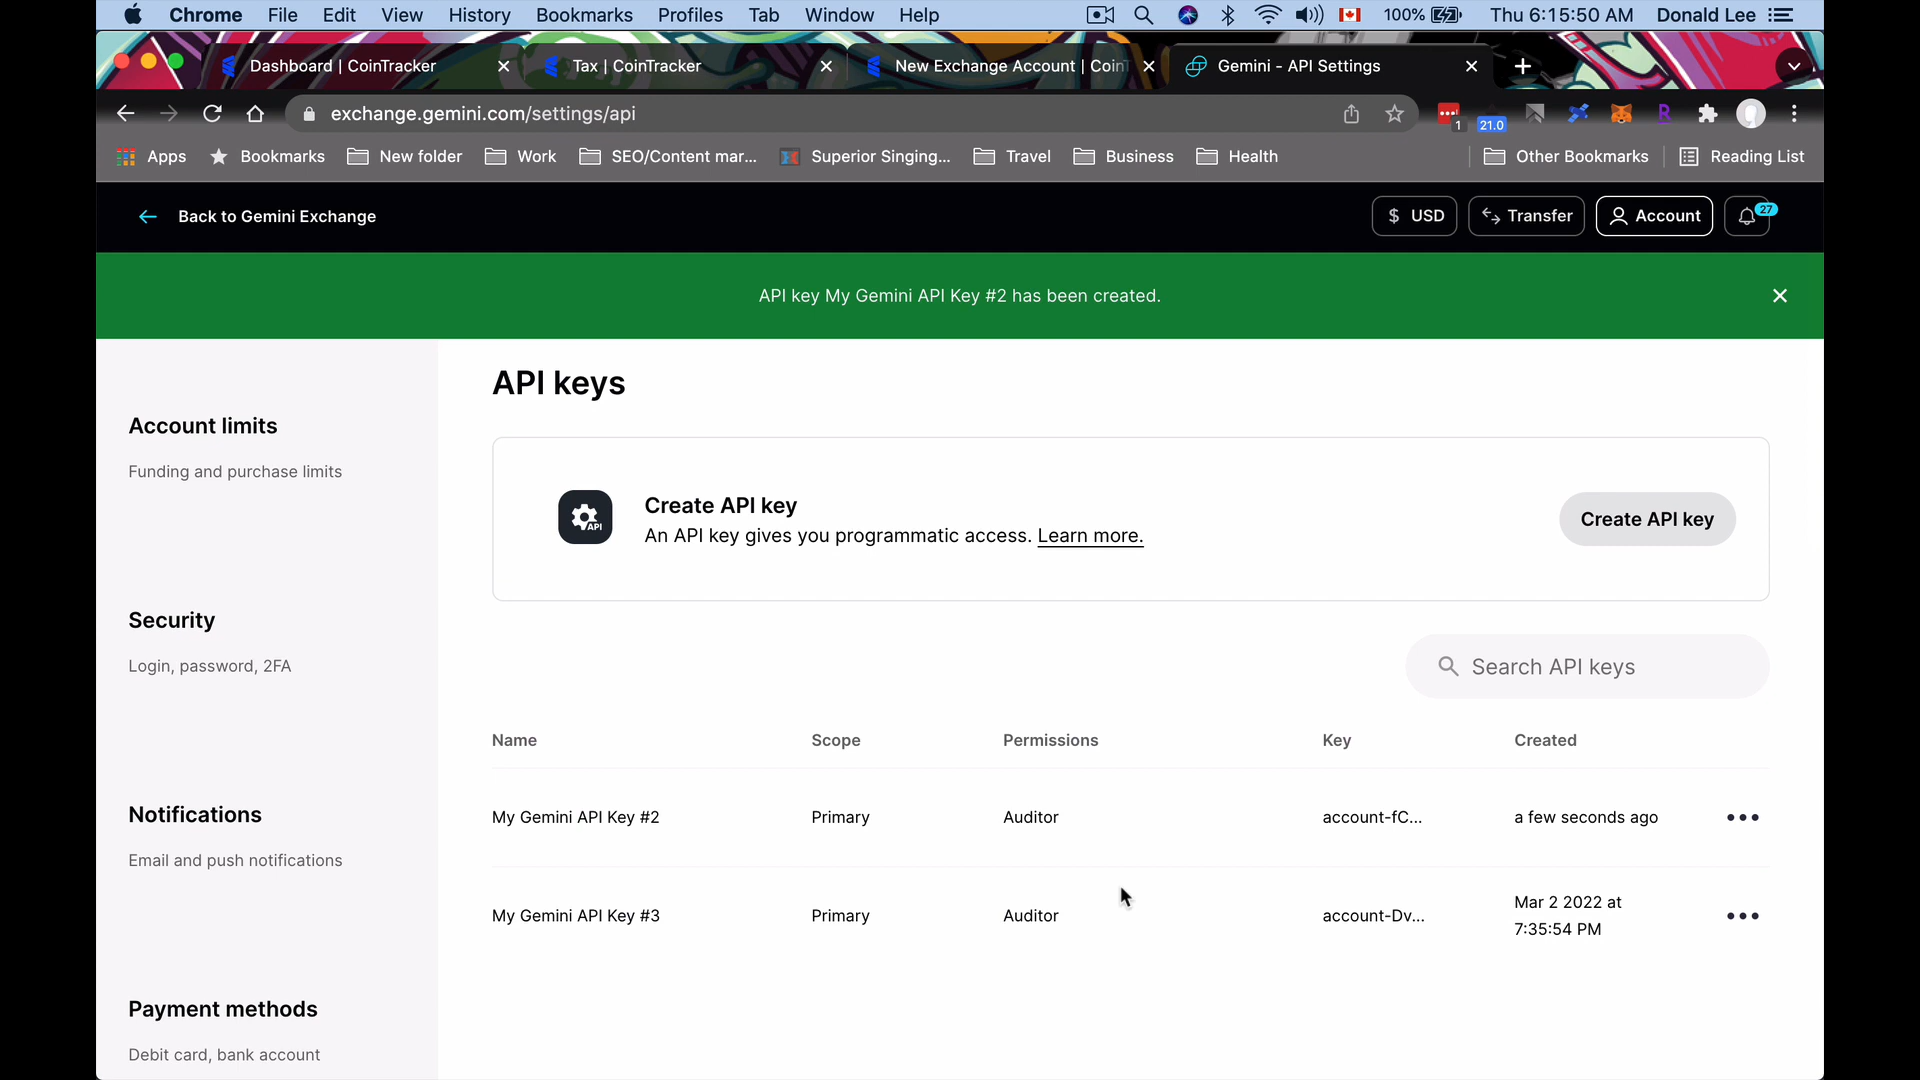 Chrome File Edit View History Bookmarks Profiles Tab Window Help 100% Thu 6:15:50 AM Donald Lee
Dashboard | CoinTracker Tax | CoinTracker New Exchange Account | CoinT Gemini - API Settings
exchange.gemini.com/settings/api 1 21.0 R
Apps Bookmarks New folder Work SEO/Content mar... Superior Singing... Travel Business Health Other Bookmarks Reading List
Back to Gemini Exchange $ USD Transfer Account 27
API key My Gemini API Key #2 has been created.
API keys
Account limits
Funding and purchase limits
Security
Login, password, 2FA
Notifications
Email and push notifications
Payment methods
Debit card, bank account
API
Create API key
An API key gives you programmatic access. Learn more.
Create API key
Search API keys
Name Scope Permissions Key Created
My Gemini API Key #2 Primary Auditor account-fC... a few seconds ago
My Gemini API Key #3 Primary Auditor account-Dv... Mar 2 2022 at
7:35:54 PM